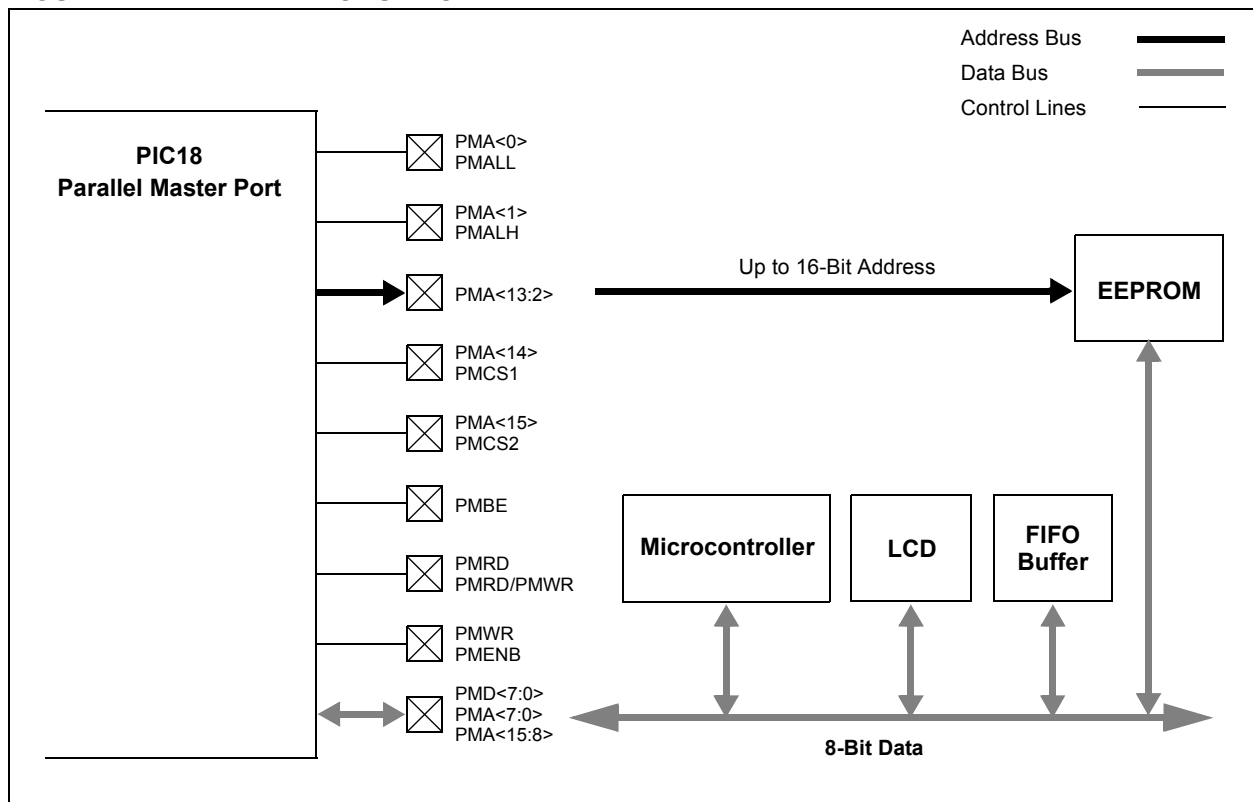 Address Bus
Data Bus
Control Lines
PIC18
Parallel Master Port
PMA<0>
PMALL
PMA<1>
PMALH
PMA<13:2>
Up to 16-Bit Address
EEPROM
PMA<14>
PMCS1
PMA<15>
PMCS2
PMBE
Microcontroller
LCD
FIFO
Buffer
PMRD
PMRD/PMWR
PMWR
PMENB
PMD<7:0>
PMA<7:0>
PMA<15:8>
8-Bit Data